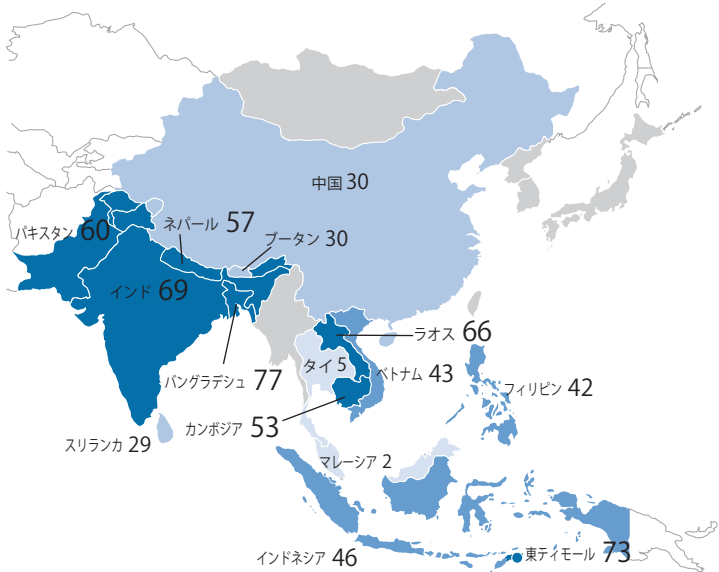 中国 30
ネパール 57
パキスタン 60
ブータン 30
インド 69
ラオス 66
タイ 5
ベトナム 43
バングラデシュ 77
フィリピン 42
カンボジア 53
スリランカ 29
マレーシア 2
インドネシア 46
東ティモール 73